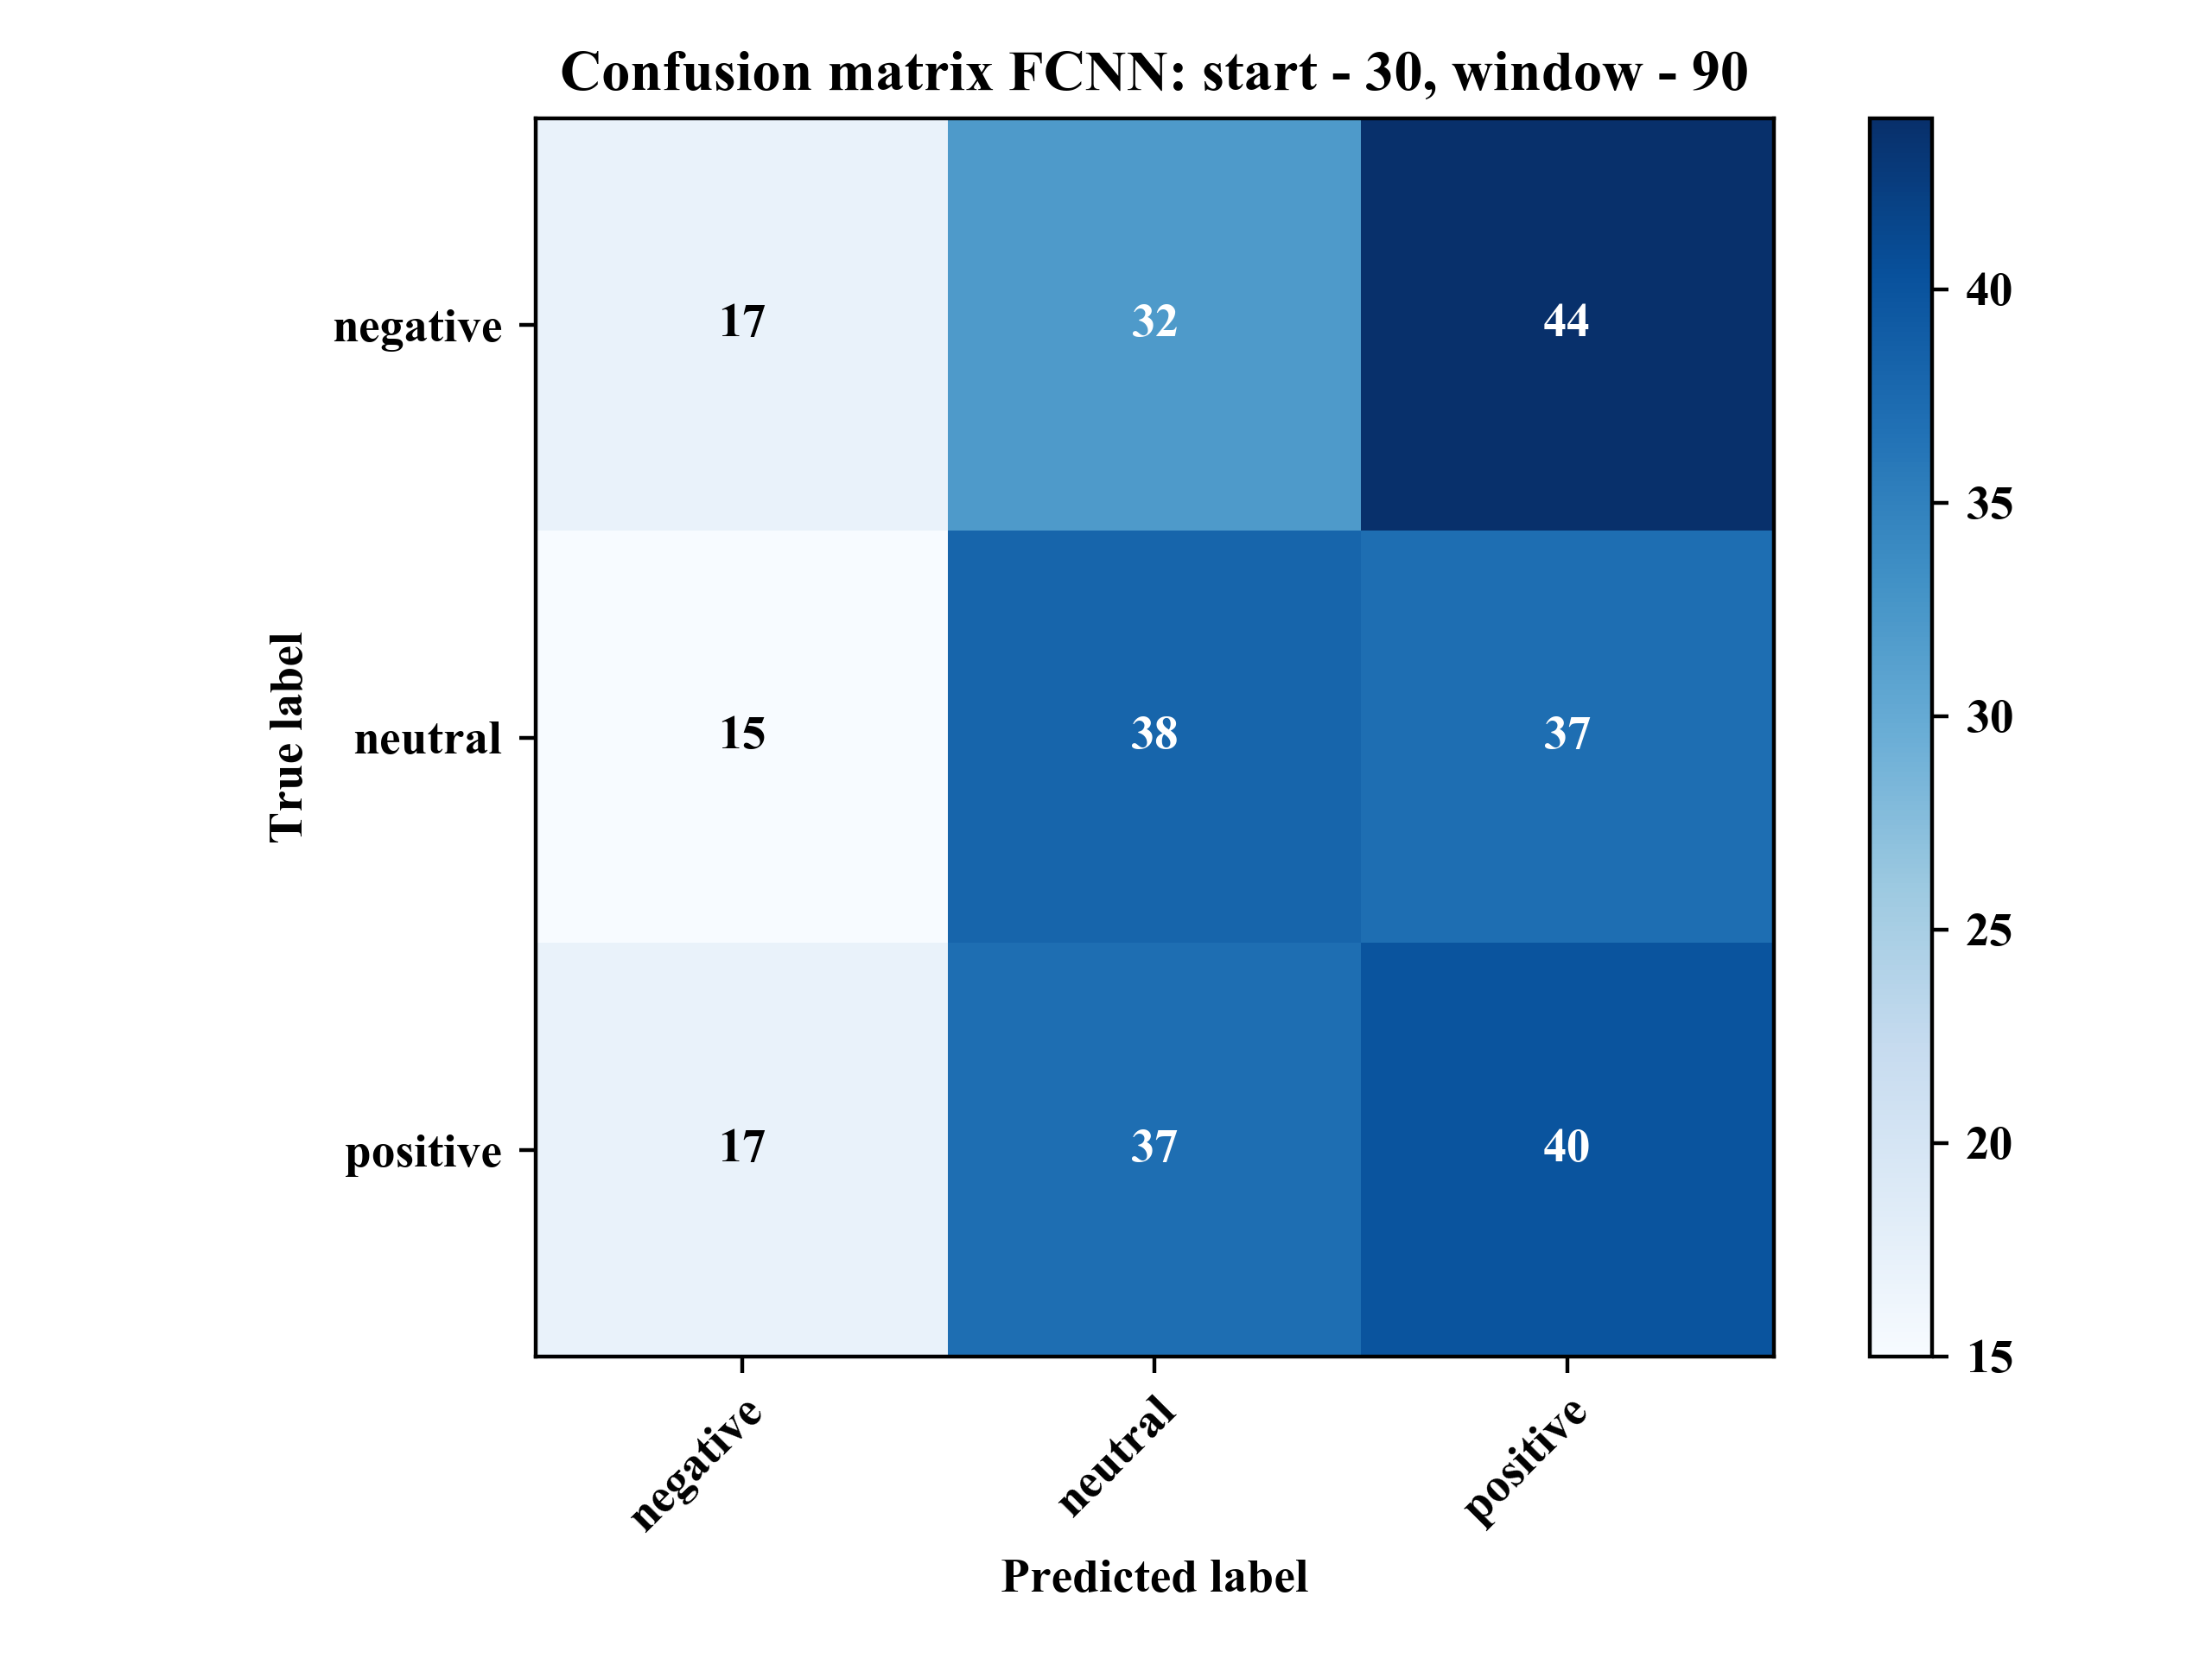 Confusion matrix FCNN: start - 30, window - 90
negative 17 32 44
neutral 15 38 37
positive 17 37 40
True label
negative neutral positive
Predicted label
40
35
30
25
20
15